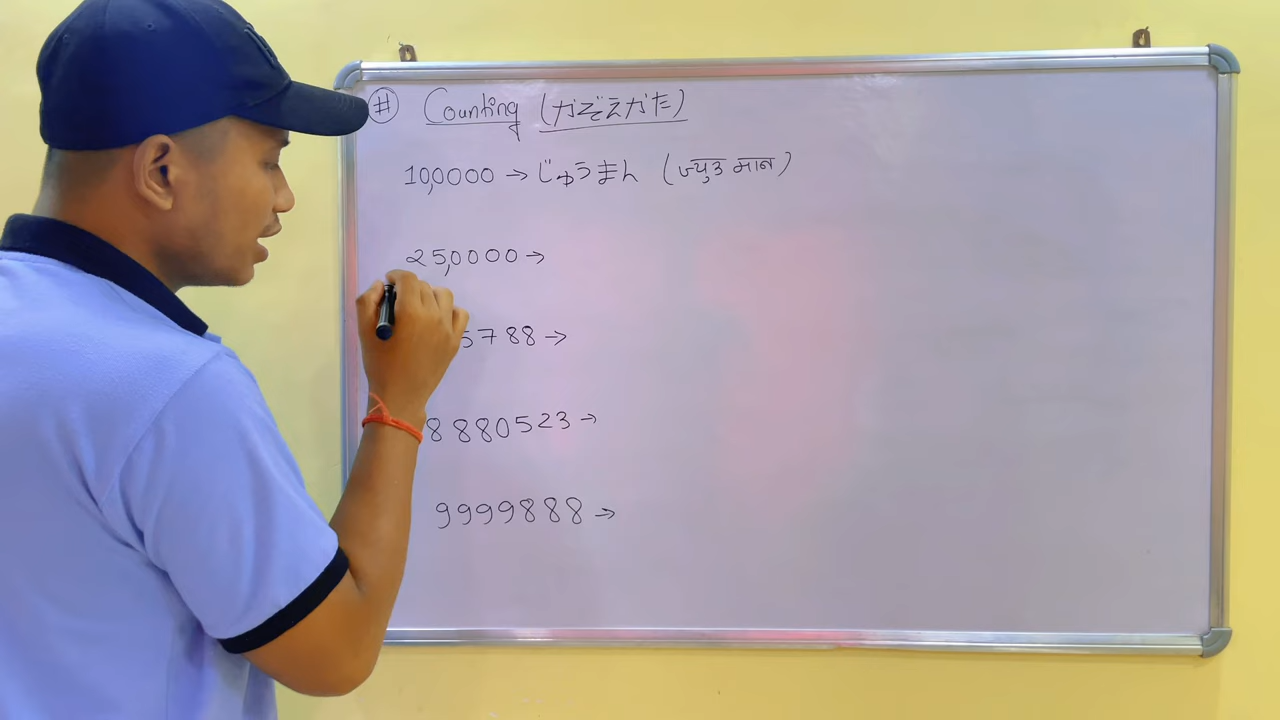 # Counting (かぞえかた)
10,0000 → じゅうまん (ज्युउ मान)
25,0000 →
5788 →
8880523 →
9999888 →